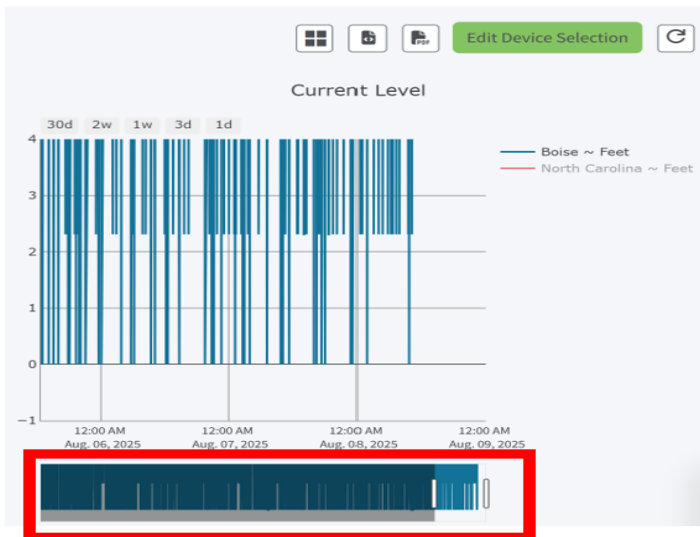 PDF
Edit Device Selection
Current Level
30d 2w 1w 3d 1d
4
Boise ~ Feet
North Carolina ~ Feet
3
2
1
0
−1
12:00 AM 12:00 AM 12:00 AM 12:00 AM
Aug. 06, 2025 Aug. 07, 2025 Aug. 08, 2025 Aug. 09, 2025